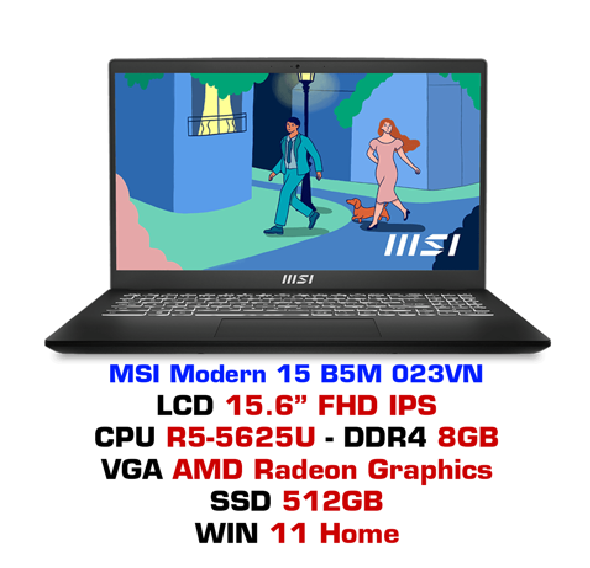 msi
msi
MSI Modern 15 B5M 023VN
LCD 15.6” FHD IPS
CPU R5-5625U - DDR4 8GB
VGA AMD Radeon Graphics
SSD 512GB
WIN 11 Home